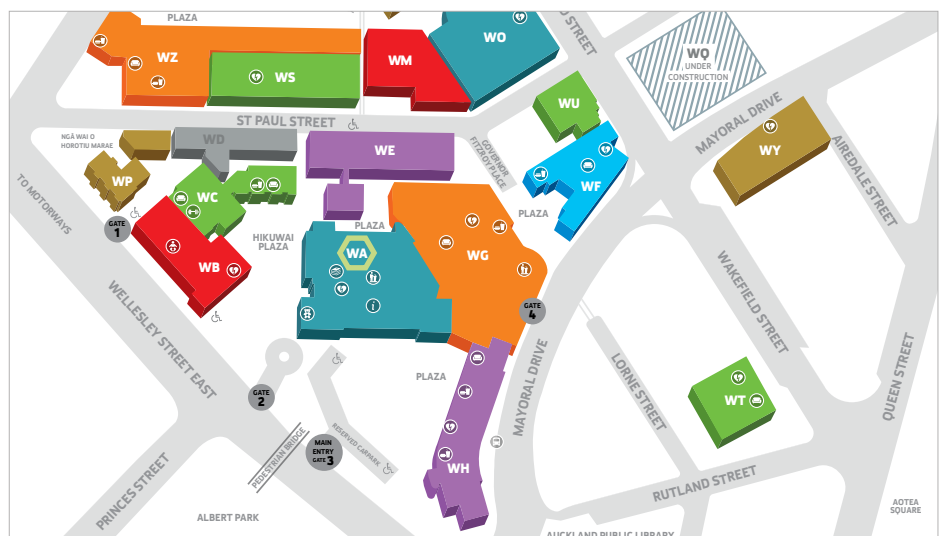 PLAZA
WZ
WS
WM
WO
D STREET
WQ
UNDER
CONSTRUCTION
ST PAUL STREET
WU
MAYORAL DRIVE
WY
AIREDALE STREET
NGĀ WAI O
HOROTIU MARAE
WD
WE
GOVERNOR
FITZROY PLACE
WF
WP
WC
TO MOTORWAYS
GATE
1
HIKUWAI
PLAZA
PLAZA
PLAZA
WA
WG
WB
i
GATE
4
WAKEFIELD STREET
WELLESLEY STREET EAST
MAYORAL DRIVE
LORNE STREET
QUEEN STREET
PLAZA
GATE
2
WT
MAIN
ENTRY
GATE 3
PEDESTRIAN BRIDGE
RESERVED CARPARK
WH
PRINCES STREET
RUTLAND STREET
ALBERT PARK
AOTEA
SQUARE
AUCKLAND PUBLIC LIBRARY